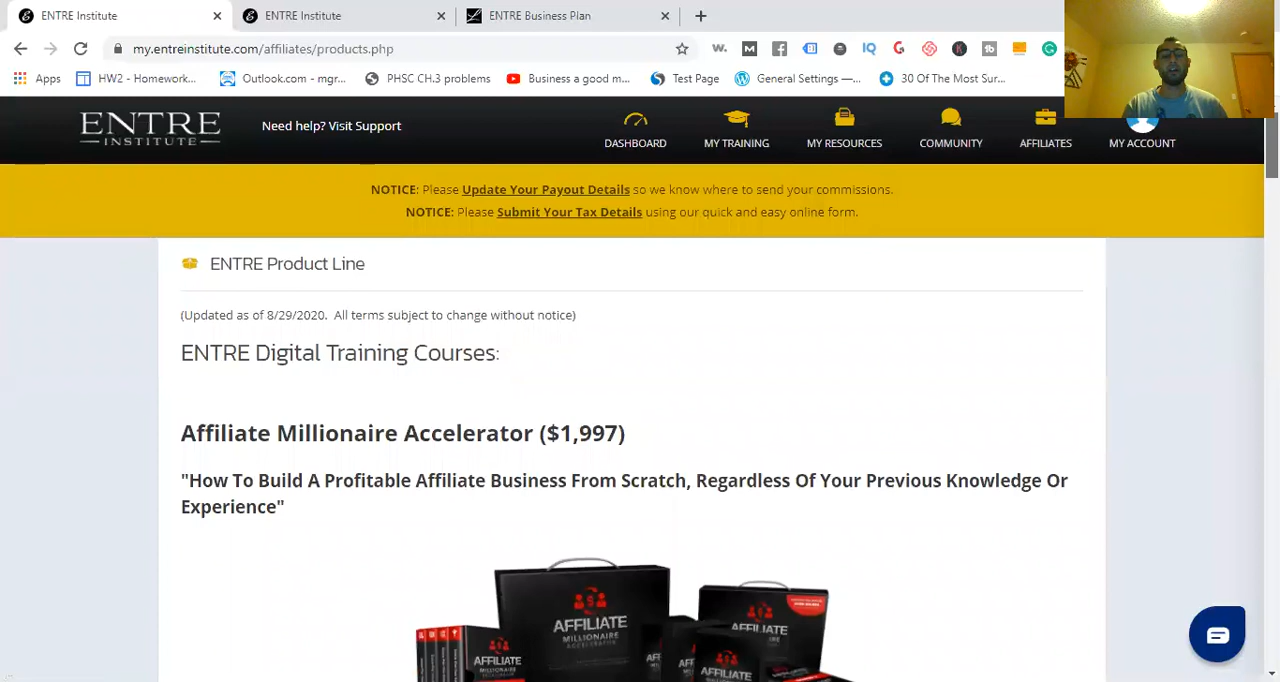 ENTRE Institute
ENTRE Institute
ENTRE Business Plan
my.entreinstitute.com/affiliates/products.php
Apps
HW2 - Homework...
Outlook.com - mgr...
PHSC CH.3 problems
Business a good m...
Test Page
General Settings —...
30 Of The Most Sur...
ENTRE
INSTITUTE
Need help? Visit Support
DASHBOARD
MY TRAINING
MY RESOURCES
COMMUNITY
AFFILIATES
MY ACCOUNT
NOTICE: Please Update Your Payout Details so we know where to send your commissions.
NOTICE: Please Submit Your Tax Details using our quick and easy online form.
ENTRE Product Line
(Updated as of 8/29/2020. All terms subject to change without notice)
ENTRE Digital Training Courses:
Affiliate Millionaire Accelerator ($1,997)
"How To Build A Profitable Affiliate Business From Scratch, Regardless Of Your Previous Knowledge Or
Experience"
AFFILIATE
MILLIONAIRE
ACCELERATOR
AFFILIATE
AFFILIATE
MILLIONAIRE
AFFILIATE